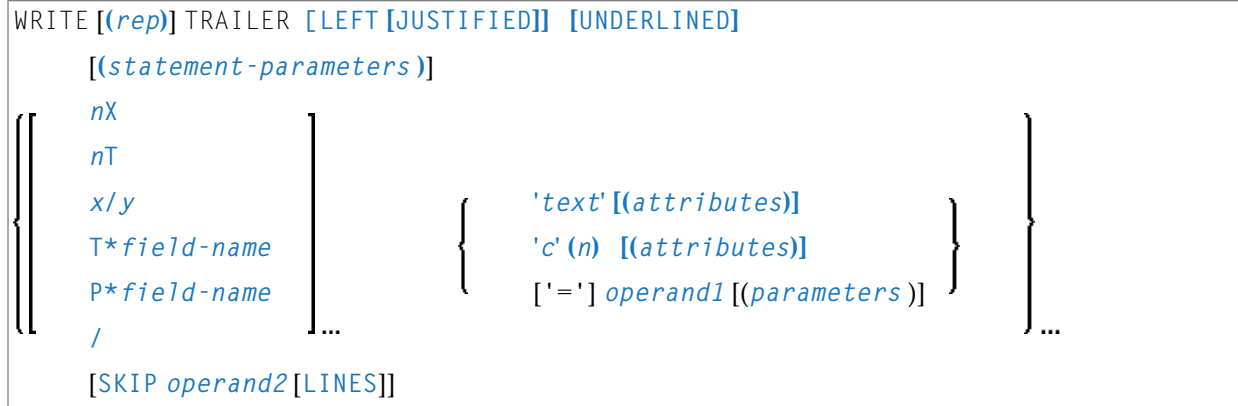 WRITE [(rep)] TRAILER [LEFT [JUSTIFIED]] [UNDERLINED]
[(statement-parameters )]
nX
nT
x/y 'text' [(attributes)]
T*field-name 'c' (n) [(attributes)]
P*field-name ['='] operand1 [(parameters )]
/ ... ...
[SKIP operand2 [LINES]]